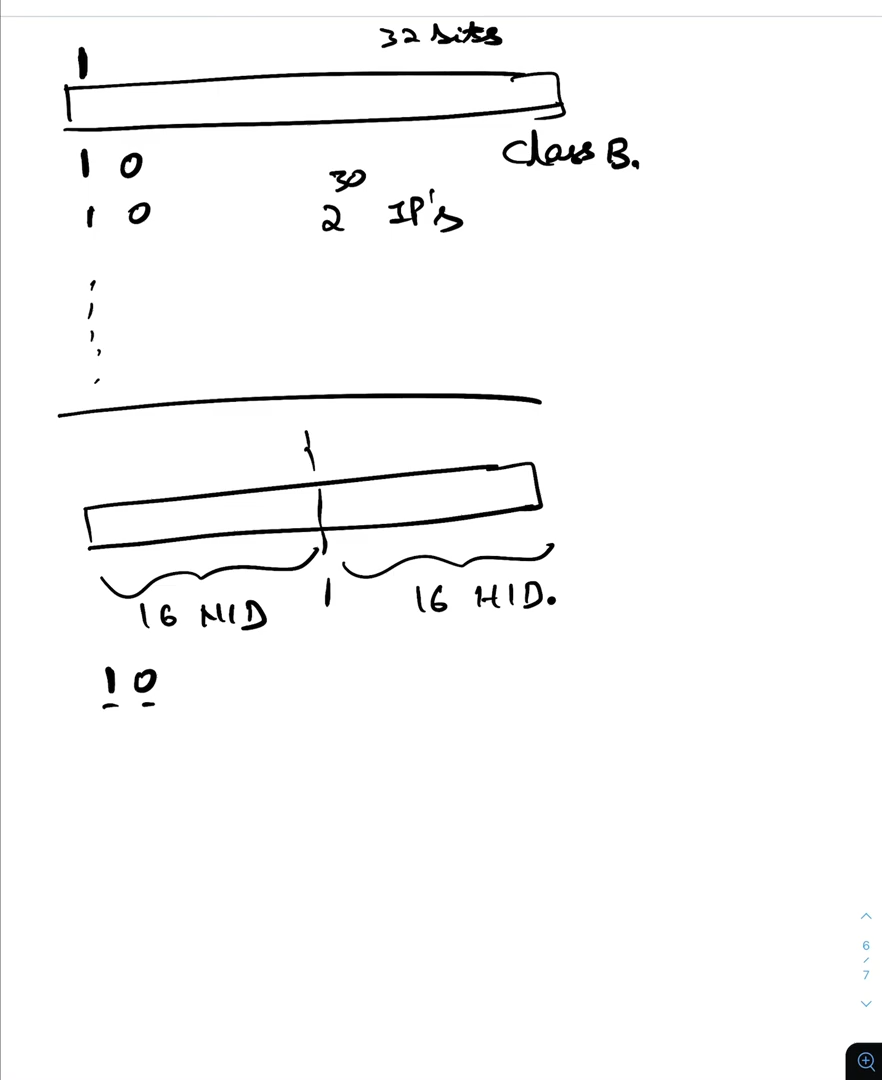 32 bits
1
1 0
Class B.
1 0
2^30 IP's
16 NID
16 HID.
1 0
6
/
7